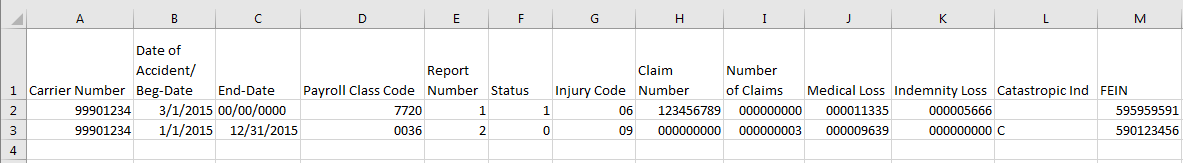 A B C D E F G H I J K L M
1 Carrier Number Date of Accident/ Beg-Date End-Date Payroll Class Code Report Number Status Injury Code Claim Number Number of Claims Medical Loss Indemnity Loss Catastropic Ind FEIN
2 99901234 3/1/2015 00/00/0000 7720 1 1 06 123456789 000000000 000011335 000005666 595959591
3 99901234 1/1/2015 12/31/2015 0036 2 0 09 000000000 000000003 000009639 000000000 C 590123456
4